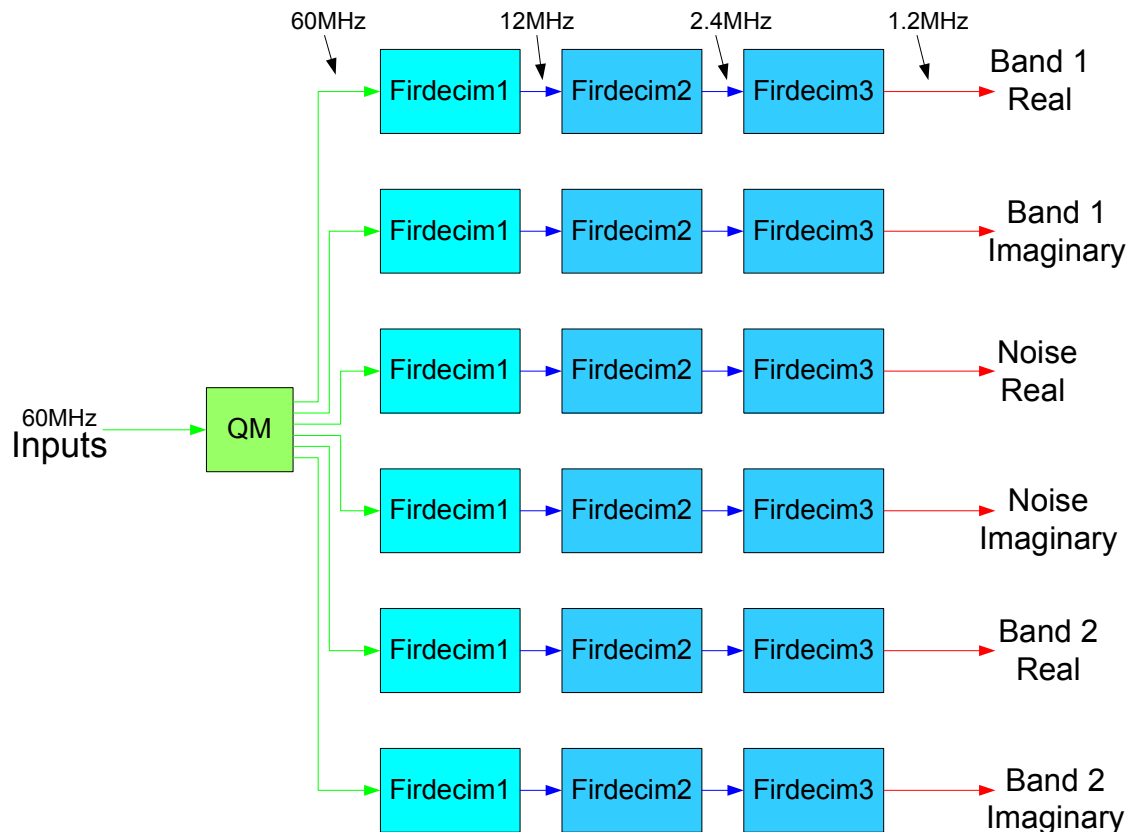 60MHz
12MHz
2.4MHz
1.2MHz
Firdecim1
Firdecim2
Firdecim3
Band 1
Real
Firdecim1
Firdecim2
Firdecim3
Band 1
Imaginary
Firdecim1
Firdecim2
Firdecim3
Noise
Real
60MHz
Inputs
QM
Firdecim1
Firdecim2
Firdecim3
Noise
Imaginary
Firdecim1
Firdecim2
Firdecim3
Band 2
Real
Firdecim1
Firdecim2
Firdecim3
Band 2
Imaginary